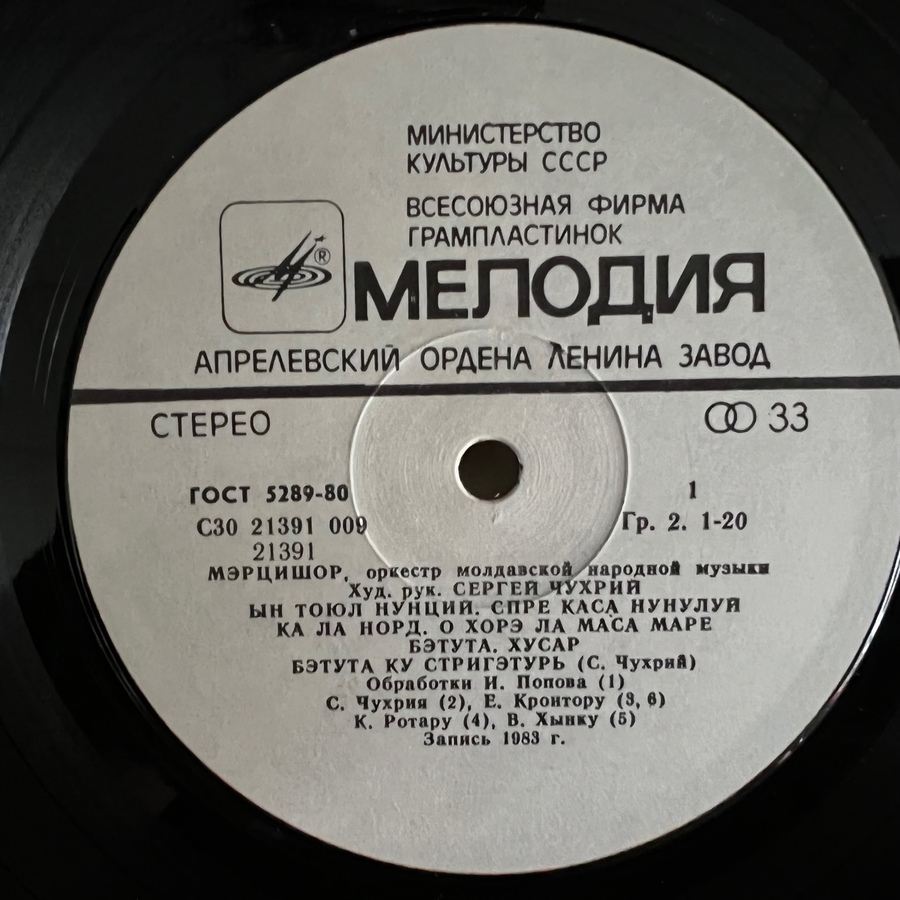 МИНИСТЕРСТВО
КУЛЬТУРЫ СССР
ВСЕСОЮЗНАЯ ФИРМА
ГРАМПЛАСТИНОК
®
МЕЛОДИЯ
АПРЕЛЕВСКИЙ ОРДЕНА ЛЕНИНА ЗАВОД
СТЕРЕО 33
ГОСТ 5289-80 1
С30 21391 009 Гр. 2. 1-20
21391
МЭРЦИШОР, оркестр молдавской народной музыки
Худ. рук. СЕРГЕЙ ЧУХРИЙ
ЫН ТОЮЛ НУНЦИЙ. СПРЕ КАСА НУНУЛУЙ
КА ЛА НОРД. О ХОРЭ ЛА МАСА МАРЕ
БЭТУТА. ХУСАР
БЭТУТА КУ СТРИГЭТУРЬ (С. Чухрий)
Обработки И. Попова (1)
С. Чухрия (2), Е. Кронтору (3, 6)
К. Ротару (4), В. Хынку (5)
Запись 1983 г.